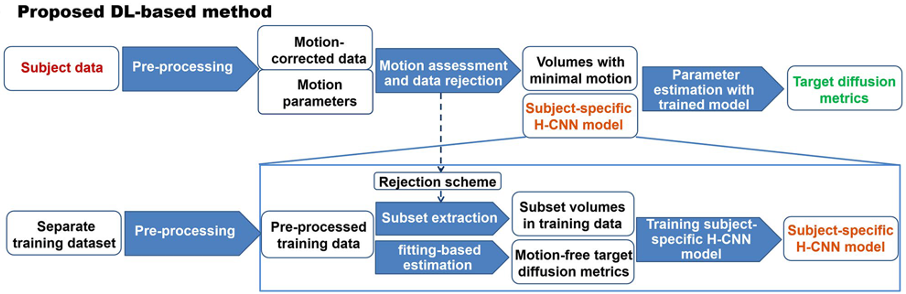 Proposed DL-based method
Subject data
Pre-processing
Motion-
corrected data
Motion
parameters
Motion assessment
and data rejection
Volumes with
minimal motion
Subject-specific
H-CNN model
Parameter
estimation with
trained model
Target diffusion
metrics
Rejection scheme
Separate
training dataset
Pre-processing
Pre-processed
training data
Subset extraction
fitting-based
estimation
Subset volumes
in training data
Motion-free target
diffusion metrics
Training subject-
specific H-CNN
model
Subject-specific
H-CNN model